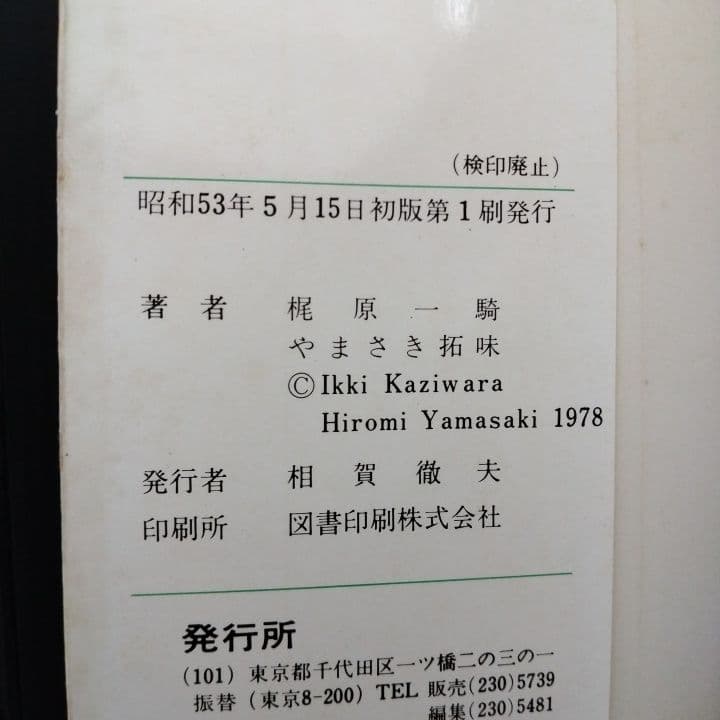 (検印廃止)
昭和53年5月15日初版第1刷発行
著者 梶原一騎
やまさき拓味
©Ikki Kaziwara
Hiromi Yamasaki 1978
発行者 相賀徹夫
印刷所 図書印刷株式会社
発行所
(101) 東京都千代田区一ツ橋二の三の一
振替 (東京8-200) TEL 販売(230)5739
編集(230)5481